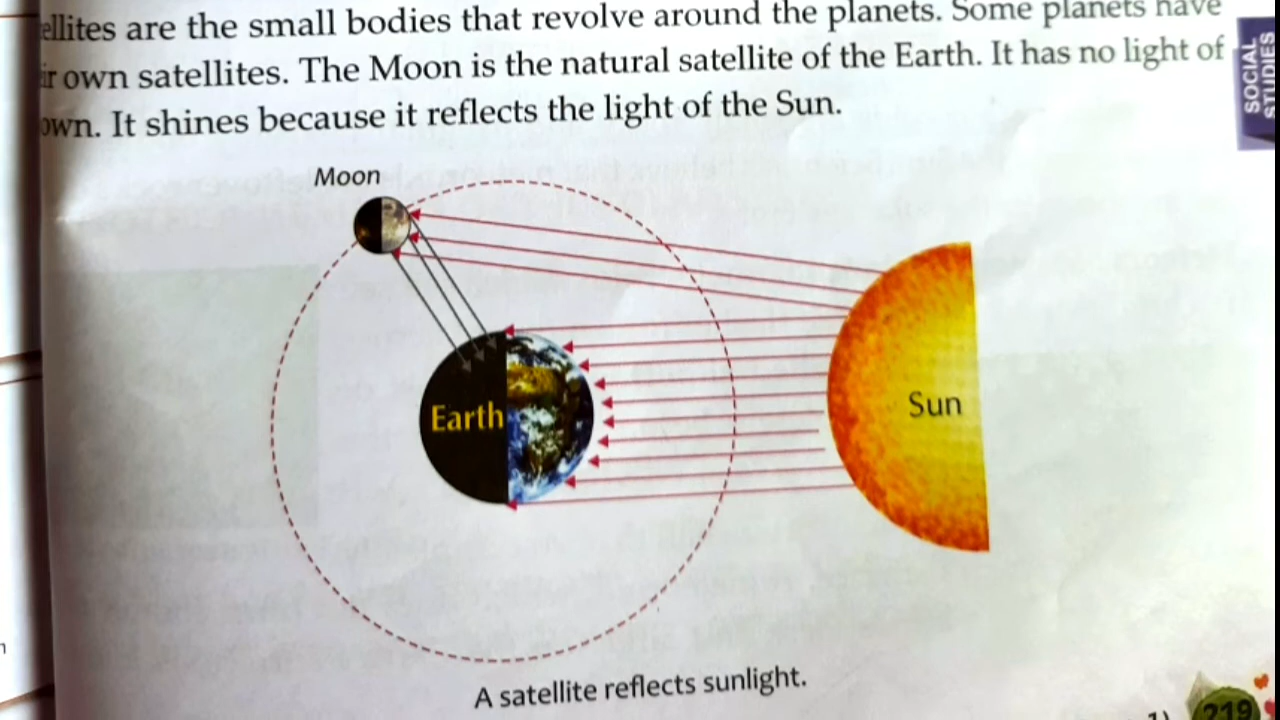 ellites are the small bodies that revolve around the planets. Some planets have
ir own satellites. The Moon is the natural satellite of the Earth. It has no light of
own. It shines because it reflects the light of the Sun.
SOCIAL
STUDIES
Moon
Earth
Sun
A satellite reflects sunlight.
219